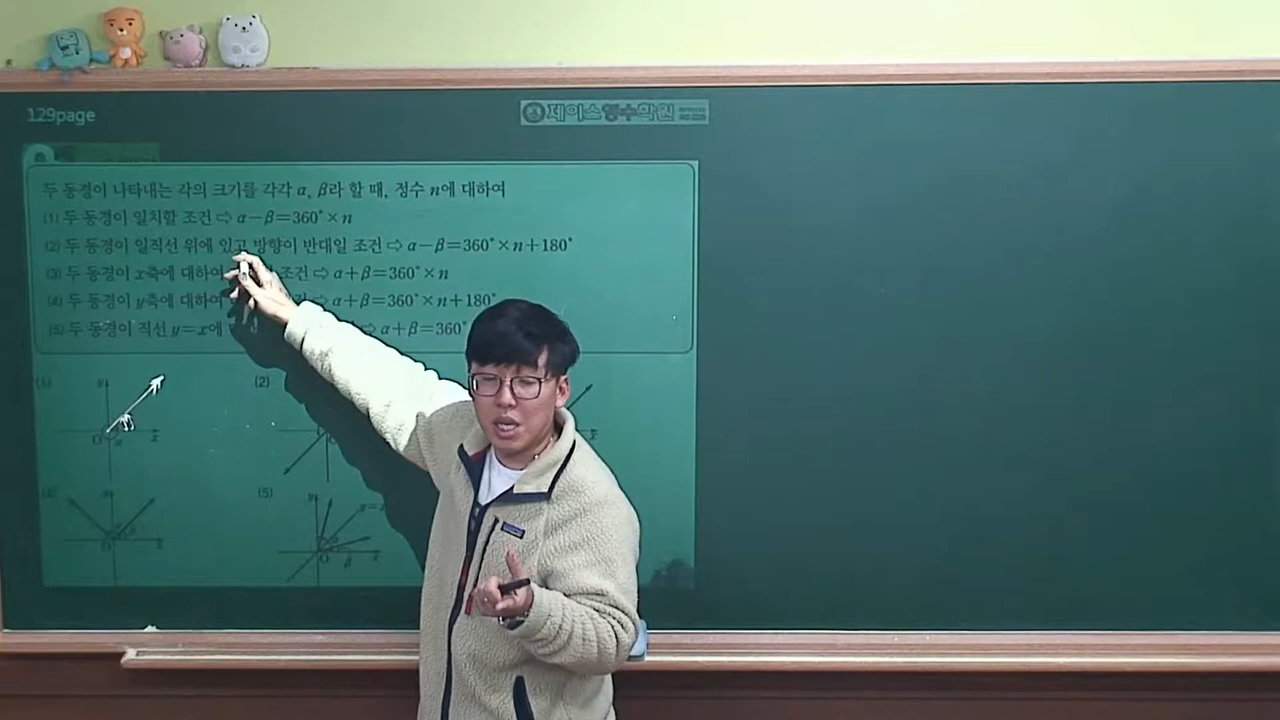 129page
제이스영수학원
두 동경이 나타내는 각의 크기를 각각 α, β라 할 때, 정수 n에 대하여
(1) 두 동경이 일치할 조건 ⇨ α−β=360°×n
(2) 두 동경이 일직선 위에 있고 방향이 반대일 조건 ⇨ α−β=360°×n+180°
(3) 두 동경이 x축에 대하여 조건 ⇨ α+β=360°×n
(4) 두 동경이 y축에 대하여 ⇨ α+β=360°×n+180°
(5) 두 동경이 직선 y=x에 ⇨ α+β=360°
(1) y O α x
(2)
x
(4) O x
(5) y y=x O x